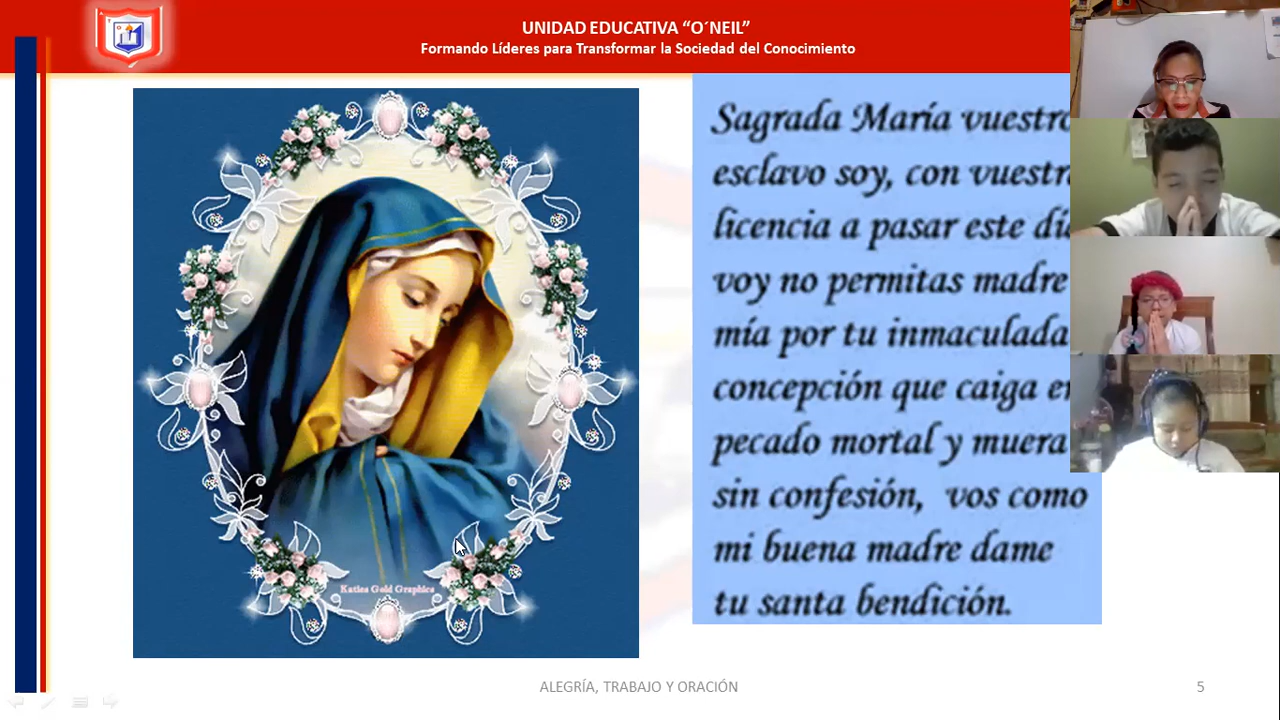 UNIDAD EDUCATIVA “O´NEIL”
Formando Líderes para Transformar la Sociedad del Conocimiento
Sagrada María
esclavo soy, con
licencia a pasar este
voy no permitas madre
mía por tu inmaculada
concepción que caiga
pecado mortal y muera
sin confesión, vos como
mi buena madre dame
tu santa bendición.
Katies Gold Graphics
ALEGRÍA, TRABAJO Y ORACIÓN
5